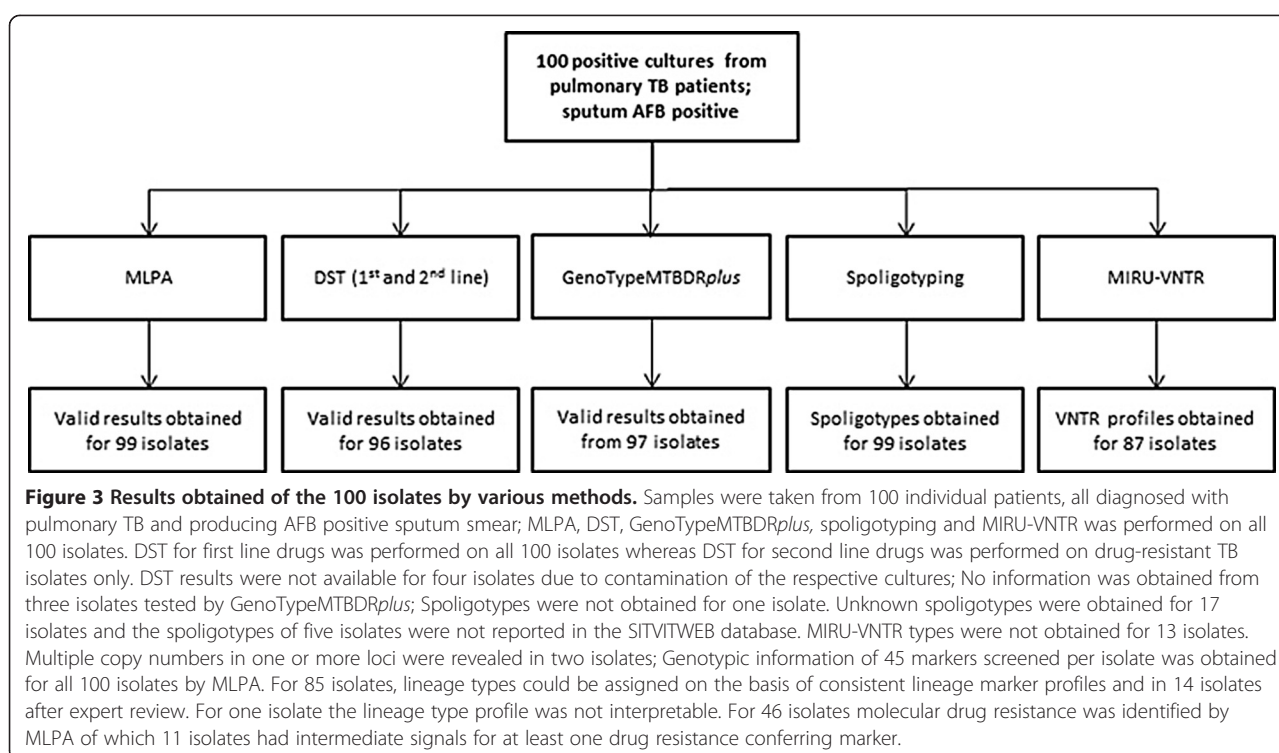 100 positive cultures from
pulmonary TB patients;
sputum AFB positive
MLPA
DST (1st and 2nd line)
GenoTypeMTBDRplus
Spoligotyping
MIRU-VNTR
Valid results obtained
for 99 isolates
Valid results obtained
for 96 isolates
Valid results obtained
from 97 isolates
Spoligotypes obtained
for 99 isolates
VNTR profiles obtained
for 87 isolates
Figure 3 Results obtained of the 100 isolates by various methods. Samples were taken from 100 individual patients, all diagnosed with
pulmonary TB and producing AFB positive sputum smear; MLPA, DST, GenoTypeMTBDRplus, spoligotyping and MIRU-VNTR was performed on all
100 isolates. DST for first line drugs was performed on all 100 isolates whereas DST for second line drugs was performed on drug-resistant TB
isolates only. DST results were not available for four isolates due to contamination of the respective cultures; No information was obtained from
three isolates tested by GenoTypeMTBDRplus; Spoligotypes were not obtained for one isolate. Unknown spoligotypes were obtained for 17
isolates and the spoligotypes of five isolates were not reported in the SITVITWEB database. MIRU-VNTR types were not obtained for 13 isolates.
Multiple copy numbers in one or more loci were revealed in two isolates; Genotypic information of 45 markers screened per isolate was obtained
for all 100 isolates by MLPA. For 85 isolates, lineage types could be assigned on the basis of consistent lineage marker profiles and in 14 isolates
after expert review. For one isolate the lineage type profile was not interpretable. For 46 isolates molecular drug resistance was identified by
MLPA of which 11 isolates had intermediate signals for at least one drug resistance conferring marker.